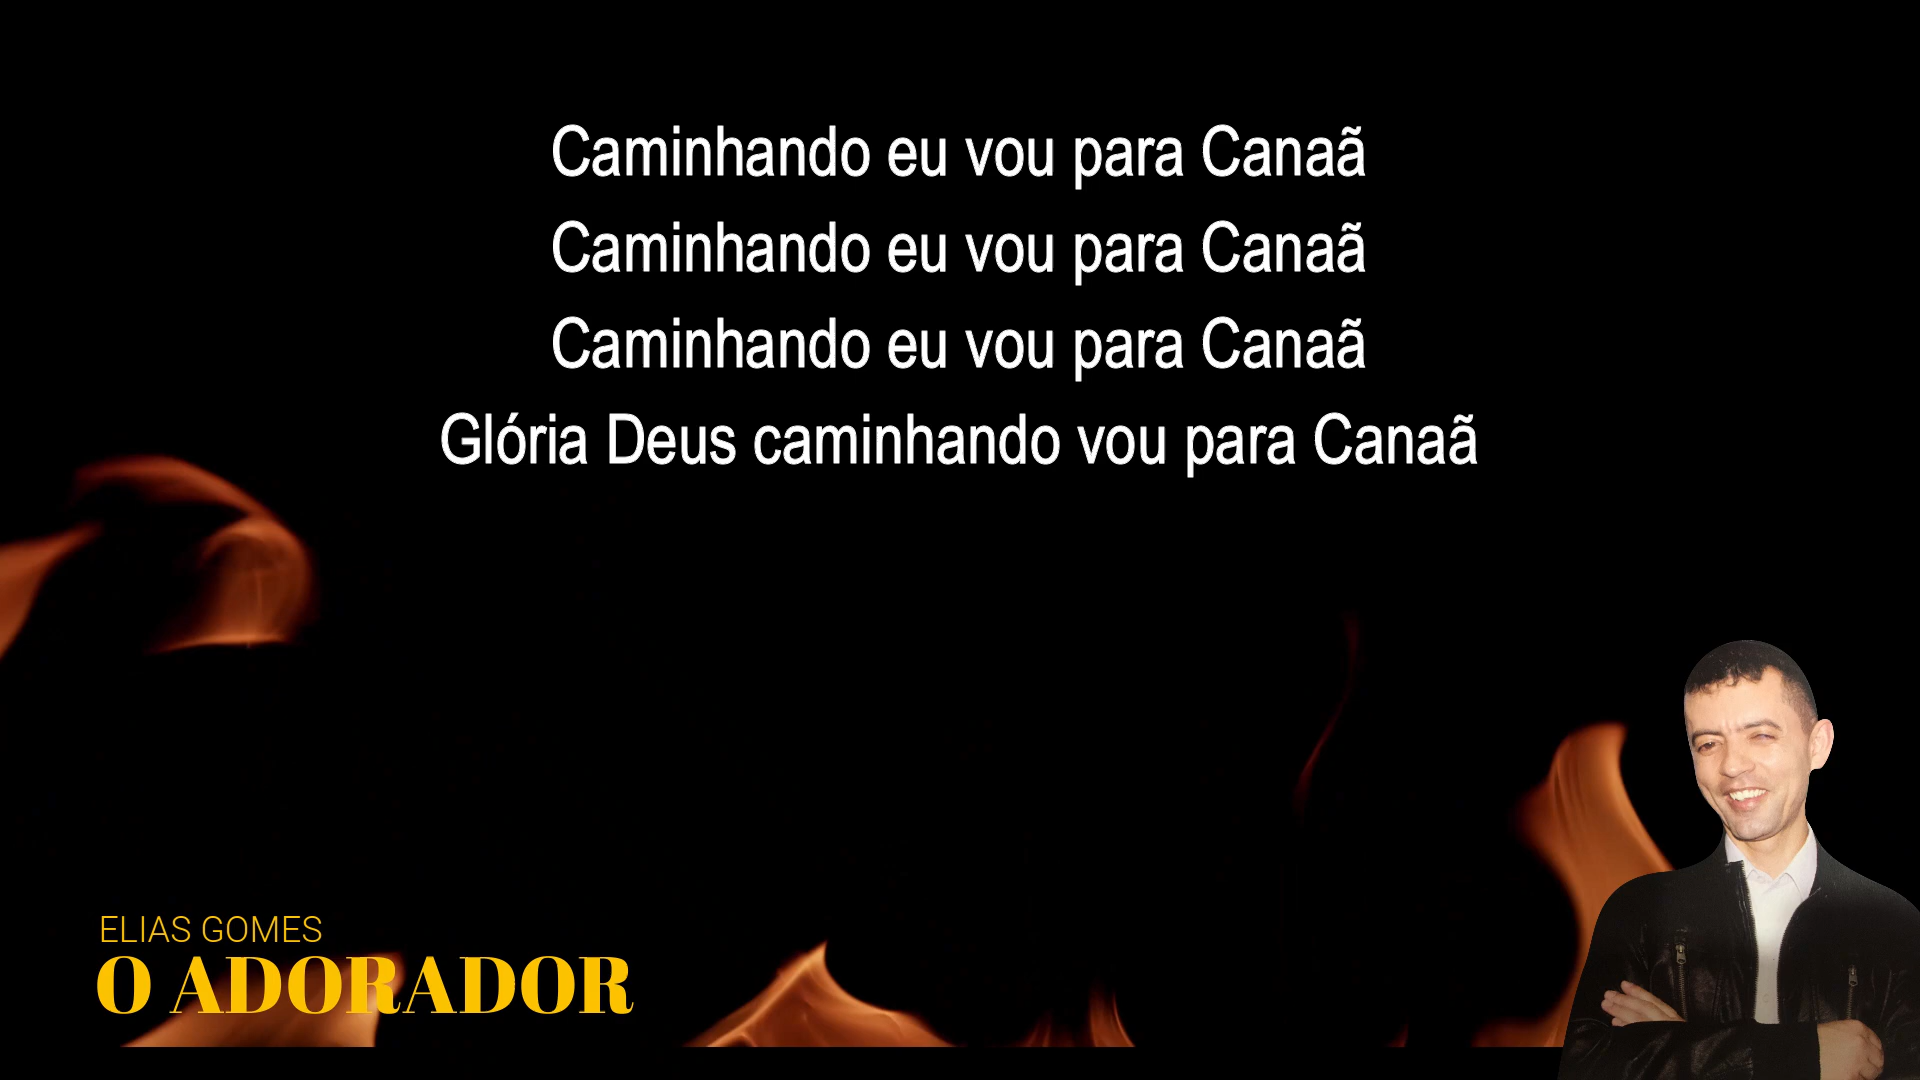 Caminhando eu vou para Canaã
Caminhando eu vou para Canaã
Caminhando eu vou para Canaã
Glória Deus caminhando vou para Canaã
ELIAS GOMES
O ADORADOR